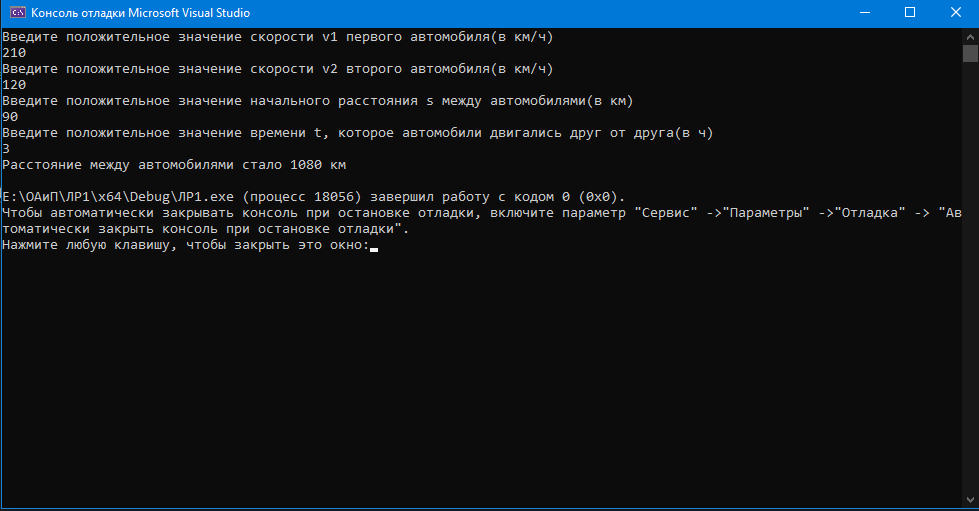 Консоль отладки Microsoft Visual Studio
Введите положительное значение скорости v1 первого автомобиля(в км/ч)
210
Введите положительное значение скорости v2 второго автомобиля(в км/ч)
120
Введите положительное значение начального расстояния s между автомобилями(в км)
90
Введите положительное значение времени t, которое автомобили двигались друг от друга(в ч)
3
Расстояние между автомобилями стало 1080 км
E:\ОАиП\ЛР1\x64\Debug\ЛР1.exe (процесс 18056) завершил работу с кодом 0 (0x0).
Чтобы автоматически закрывать консоль при остановке отладки, включите параметр "Сервис" ->"Параметры" ->"Отладка" -> "Ав
томатически закрыть консоль при остановке отладки".
Нажмите любую клавишу, чтобы закрыть это окно: